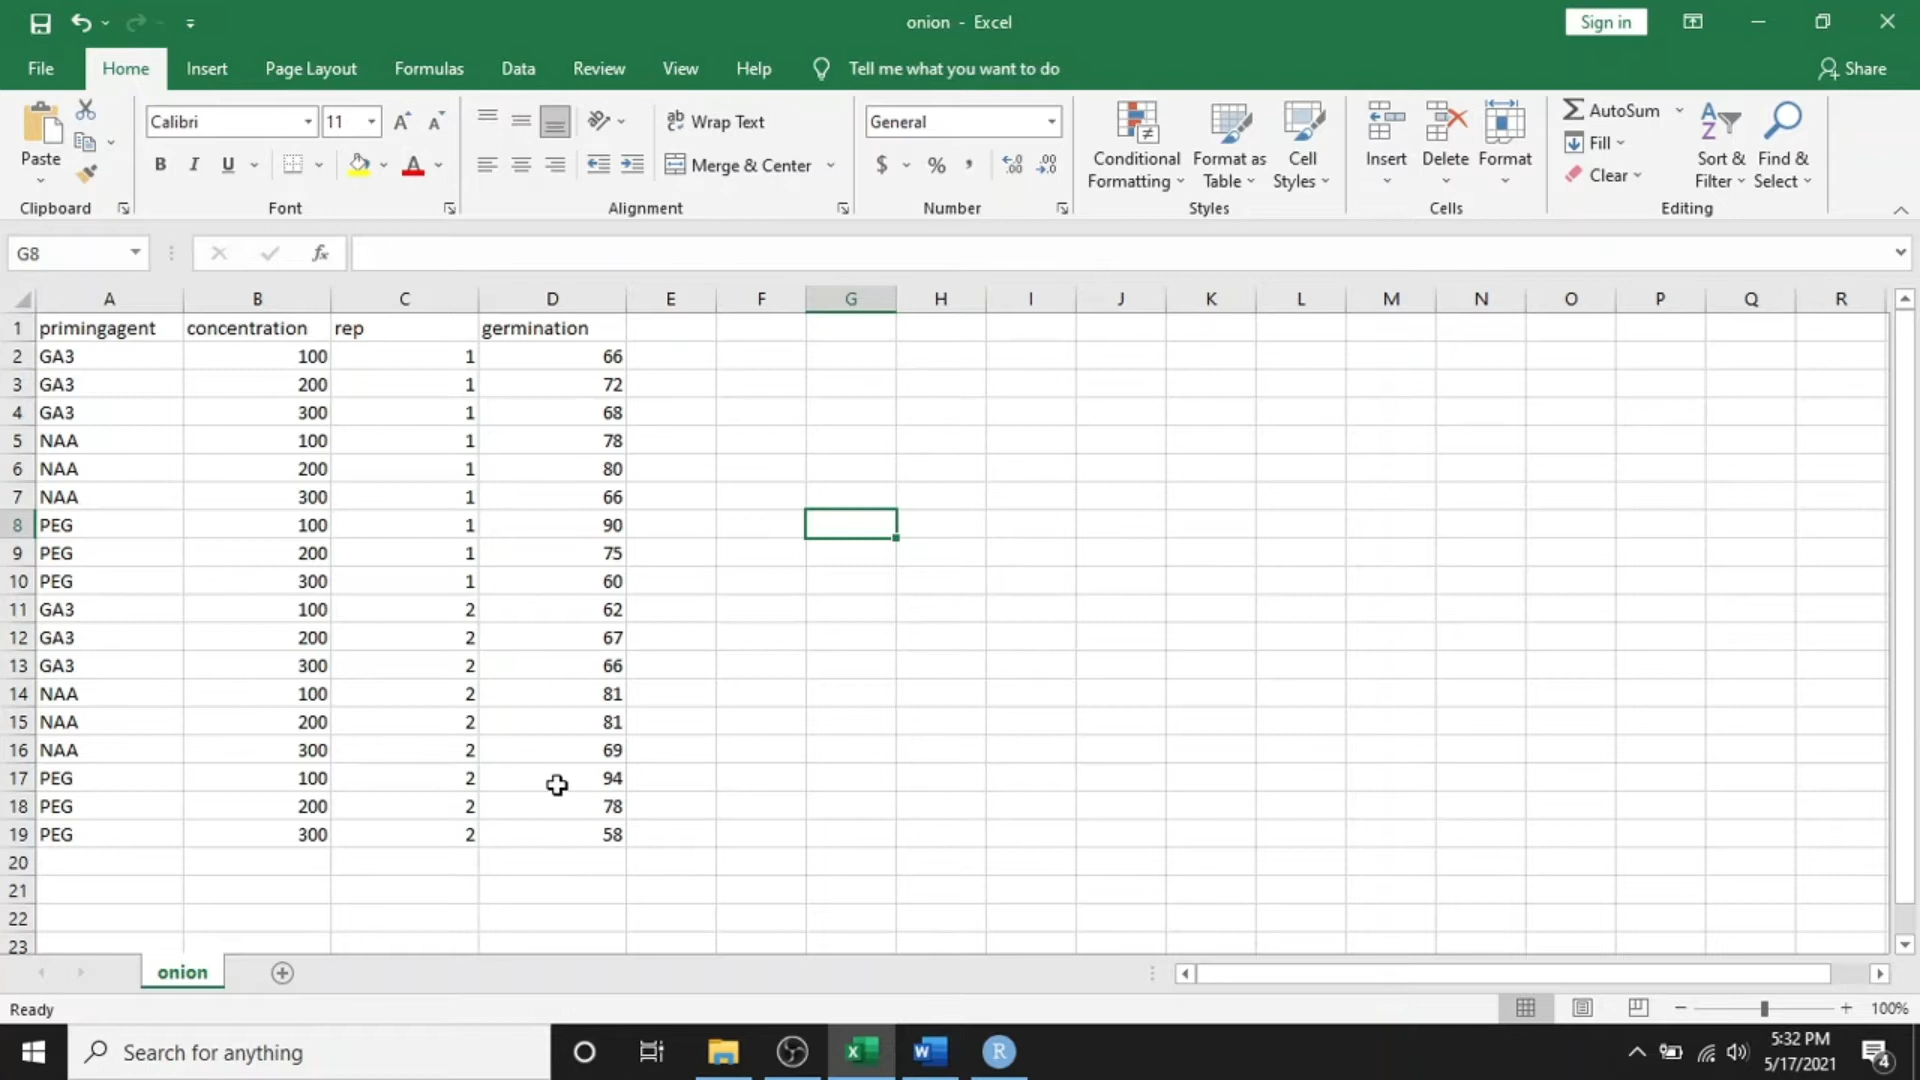 onion - Excel
Sign in
File Home Insert Page Layout Formulas Data Review View Help Tell me what you want to do Share
Paste
Clipboard
Calibri 11
B I U A
Font
ab Wrap Text
Merge & Center
Alignment
General
$ % ,
Number
Conditional Formatting
Format as Table
Cell Styles
Styles
Insert Delete Format
Cells
AutoSum
Fill
Clear
Sort & Filter
Find & Select
Editing
G8 fx
A B C D E F G H I J K L M N O P Q R
1 primingagent concentration rep germination
2 GA3 100 1 66
3 GA3 200 1 72
4 GA3 300 1 68
5 NAA 100 1 78
6 NAA 200 1 80
7 NAA 300 1 66
8 PEG 100 1 90
9 PEG 200 1 75
10 PEG 300 1 60
11 GA3 100 2 62
12 GA3 200 2 67
13 GA3 300 2 66
14 NAA 100 2 81
15 NAA 200 2 81
16 NAA 300 2 69
17 PEG 100 2 94
18 PEG 200 2 78
19 PEG 300 2 58
20
21
22
23
onion
Ready 100%
Search for anything
5:32 PM
5/17/2021
4